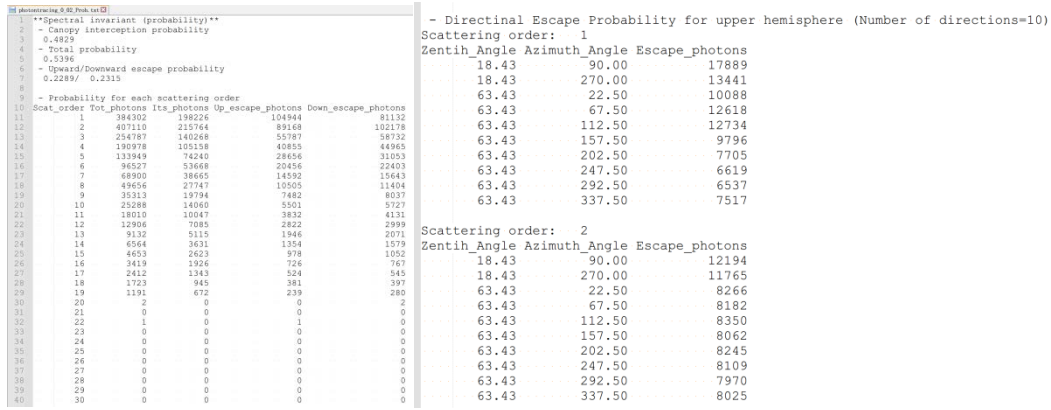 photontracing_0_02_Prob.txt
1 **Spectral invariant (probability)**
2 - Canopy interception probability
3 0.4829
4 - Total probability
5 0.5396
6 - Upward/Downward escape probability
7 0.2289/ 0.2315
8
9 - Probability for each scattering order
10 Scat_order Tot_photons Its_photons Up_escape_photons Down_escape_photons
11 1 384302 198226 104944 81132
12 2 407110 215764 89168 102178
13 3 254787 140268 55787 58732
14 4 190978 105158 40855 44965
15 5 133949 74240 28656 31053
16 6 96527 53668 20456 22403
17 7 68900 38665 14592 15643
18 8 49656 27747 10505 11404
19 9 35313 19794 7482 8037
20 10 25288 14060 5501 5727
21 11 18010 10047 3832 4131
22 12 12906 7085 2822 2999
23 13 9132 5115 1946 2071
24 14 6564 3631 1354 1579
25 15 4653 2623 978 1052
26 16 3419 1926 726 767
27 17 2412 1343 524 545
28 18 1723 945 381 397
29 19 1191 672 239 280
30 20 2 0 0 2
31 21 0 0 0 0
32 22 1 0 1 0
33 23 0 0 0 0
34 24 0 0 0 0
35 25 0 0 0 0
36 26 0 0 0 0
37 27 0 0 0 0
38 28 0 0 0 0
39 29 0 0 0 0
40 30 0 0 0 0
- Directinal Escape Probability for upper hemisphere (Number of directions=10)
Scattering order: 1
Zentih_Angle Azimuth_Angle Escape_photons
18.43 90.00 17889
18.43 270.00 13441
63.43 22.50 10088
63.43 67.50 12618
63.43 112.50 12734
63.43 157.50 9796
63.43 202.50 7705
63.43 247.50 6619
63.43 292.50 6537
63.43 337.50 7517
Scattering order: 2
Zentih_Angle Azimuth_Angle Escape_photons
18.43 90.00 12194
18.43 270.00 11765
63.43 22.50 8266
63.43 67.50 8182
63.43 112.50 8350
63.43 157.50 8062
63.43 202.50 8245
63.43 247.50 8109
63.43 292.50 7970
63.43 337.50 8025